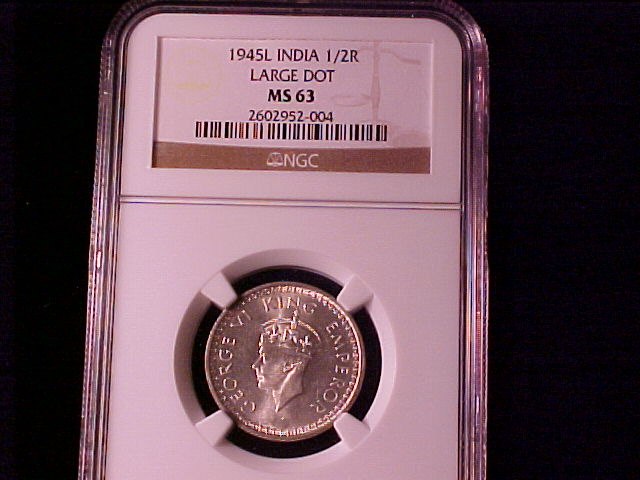 1945L INDIA 1/2R
LARGE DOT
MS 63
2602952-004
NGC
GEORGE VI KING EMPEROR